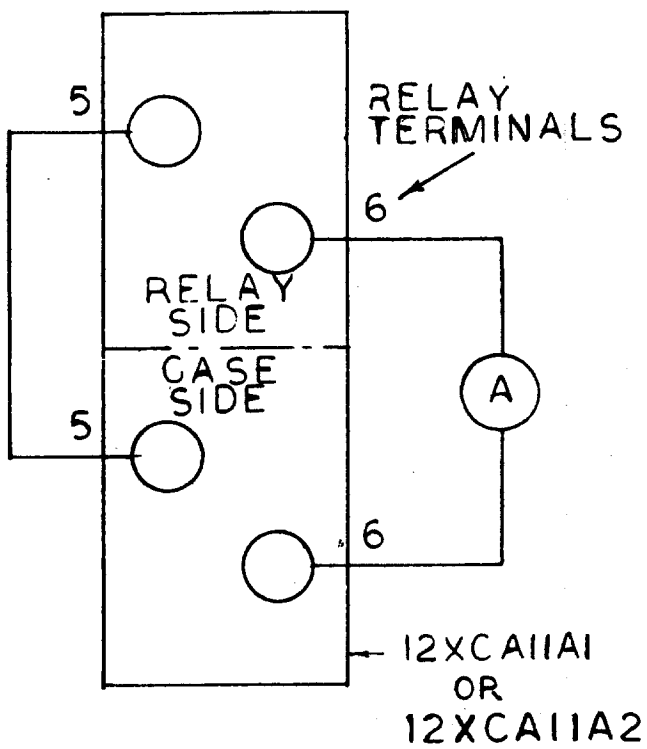 5
RELAY
TERMINALS
6
RELAY
SIDE
CASE
SIDE
A
5
6
12XCA11A1
OR
12XCA11A2